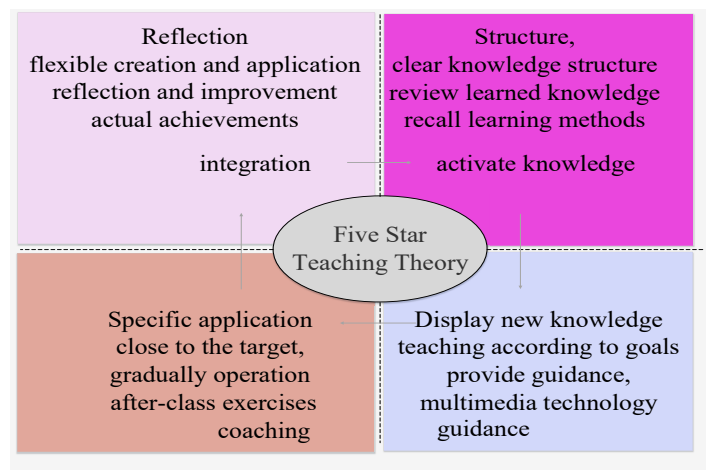 Reflection
flexible creation and application
reflection and improvement
actual achievements
integration
Structure,
clear knowledge structure
review learned knowledge
recall learning methods
activate knowledge
Five Star
Teaching Theory
Specific application
close to the target,
gradually operation
after-class exercises
coaching
Display new knowledge
teaching according to goals
provide guidance,
multimedia technology
guidance